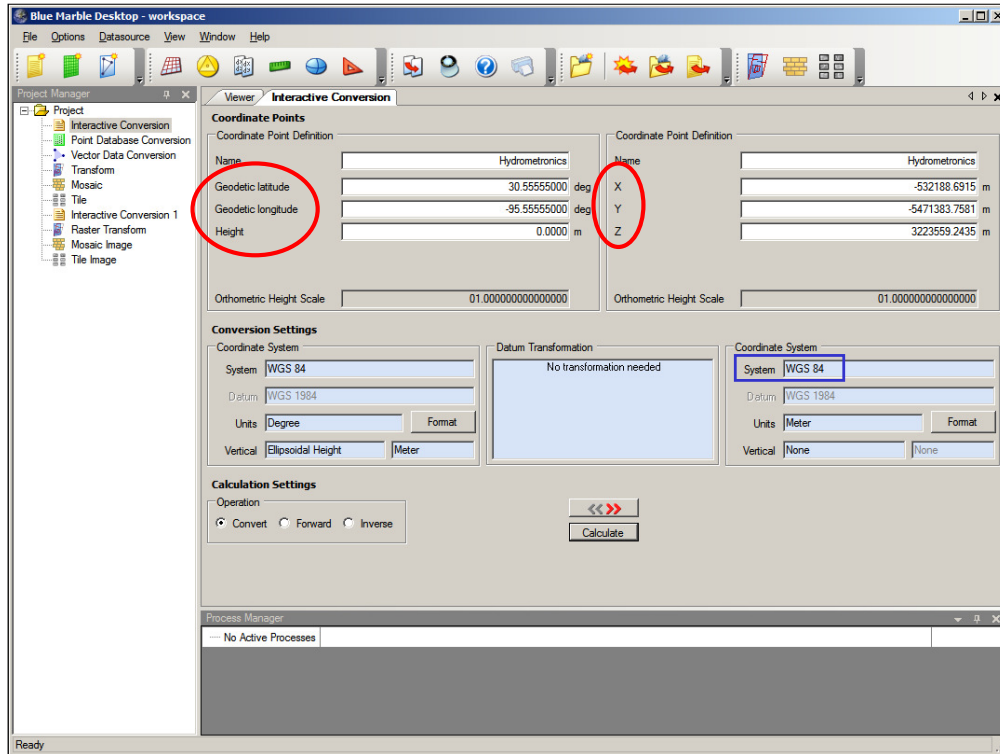 Blue Marble Desktop - workspace
File Options Datasource View Window Help
Project Manager
Project
Interactive Conversion
Point Database Conversion
Vector Data Conversion
Transform
Mosaic
Tile
Interactive Conversion 1
Raster Transform
Mosaic Image
Tile Image
Viewer Interactive Conversion
Coordinate Points
Coordinate Point Definition
Name Hydrometronics
Geodetic latitude 30.55555000 deg
Geodetic longitude -95.55555000 deg
Height 0.0000 m
Orthometric Height Scale 01.000000000000000
Coordinate Point Definition
Name Hydrometronics
X -532188.6915 m
Y -5471383.7581 m
Z 3223559.2435 m
Orthometric Height Scale 01.000000000000000
Conversion Settings
Coordinate System
System WGS 84
Datum WGS 1984
Units Degree Format
Vertical Ellipsoidal Height Meter
Datum Transformation
No transformation needed
Coordinate System
System WGS 84
Datum WGS 1984
Units Meter Format
Vertical None None
Calculation Settings
Operation
Convert Forward Inverse
Calculate
Process Manager
No Active Processes
Ready